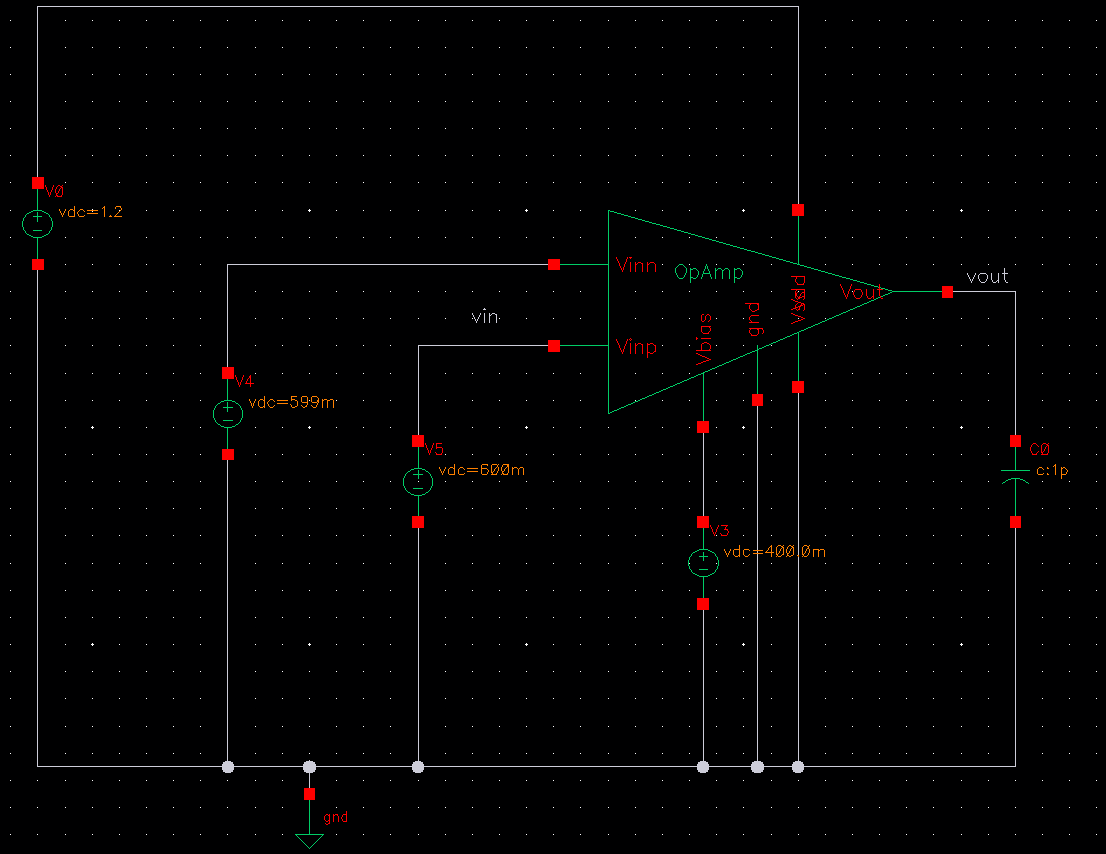 vout
V0
vdc=1.2
Vinn
OpAmp
Vout
gnd
Vbias
vin
Vinp
V4
vdc=599m
V5
vdc=600m
C0
c:1p
V3
vdc=400.0m
gnd